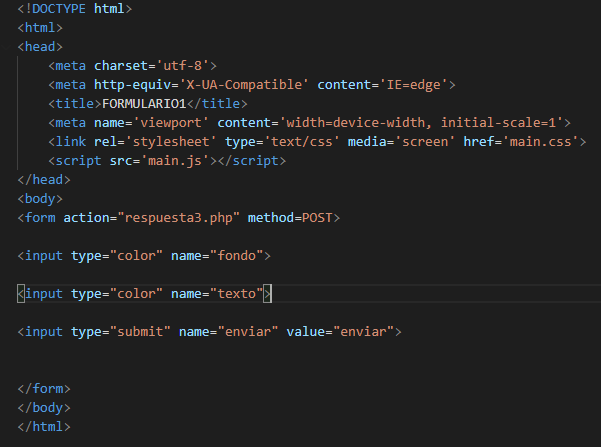 <!DOCTYPE html>
<html>
<head>
    <meta charset='utf-8'>
    <meta http-equiv='X-UA-Compatible' content='IE=edge'>
    <title>FORMULARIO1</title>
    <meta name='viewport' content='width=device-width, initial-scale=1'>
    <link rel='stylesheet' type='text/css' media='screen' href='main.css'>
    <script src='main.js'></script>
</head>
<body>
<form action="respuesta3.php" method=POST>
<input type="color" name="fondo">
<input type="color" name="texto">
<input type="submit" name="enviar" value="enviar">
</form>
</body>
</html>